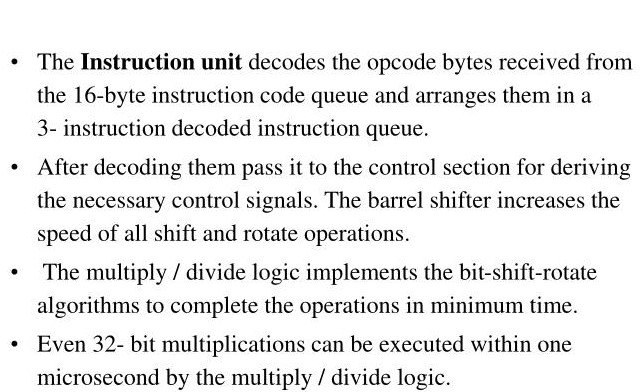 • The Instruction unit decodes the opcode bytes received from
the 16-byte instruction code queue and arranges them in a
3- instruction decoded instruction queue.
• After decoding them pass it to the control section for deriving
the necessary control signals. The barrel shifter increases the
speed of all shift and rotate operations.
• The multiply / divide logic implements the bit-shift-rotate
algorithms to complete the operations in minimum time.
• Even 32- bit multiplications can be executed within one
microsecond by the multiply / divide logic.